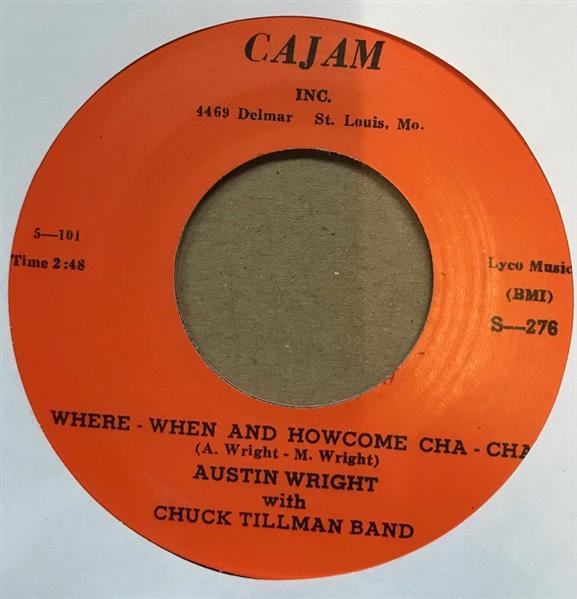 CAJAM
INC.
4469 Delmar St. Louis, Mo.
5—101
Time 2:48
Lyco Music
(BMI)
S—276
WHERE - WHEN AND HOWCOME CHA - CHA
(A. Wright - M. Wright)
AUSTIN WRIGHT
with
CHUCK TILLMAN BAND